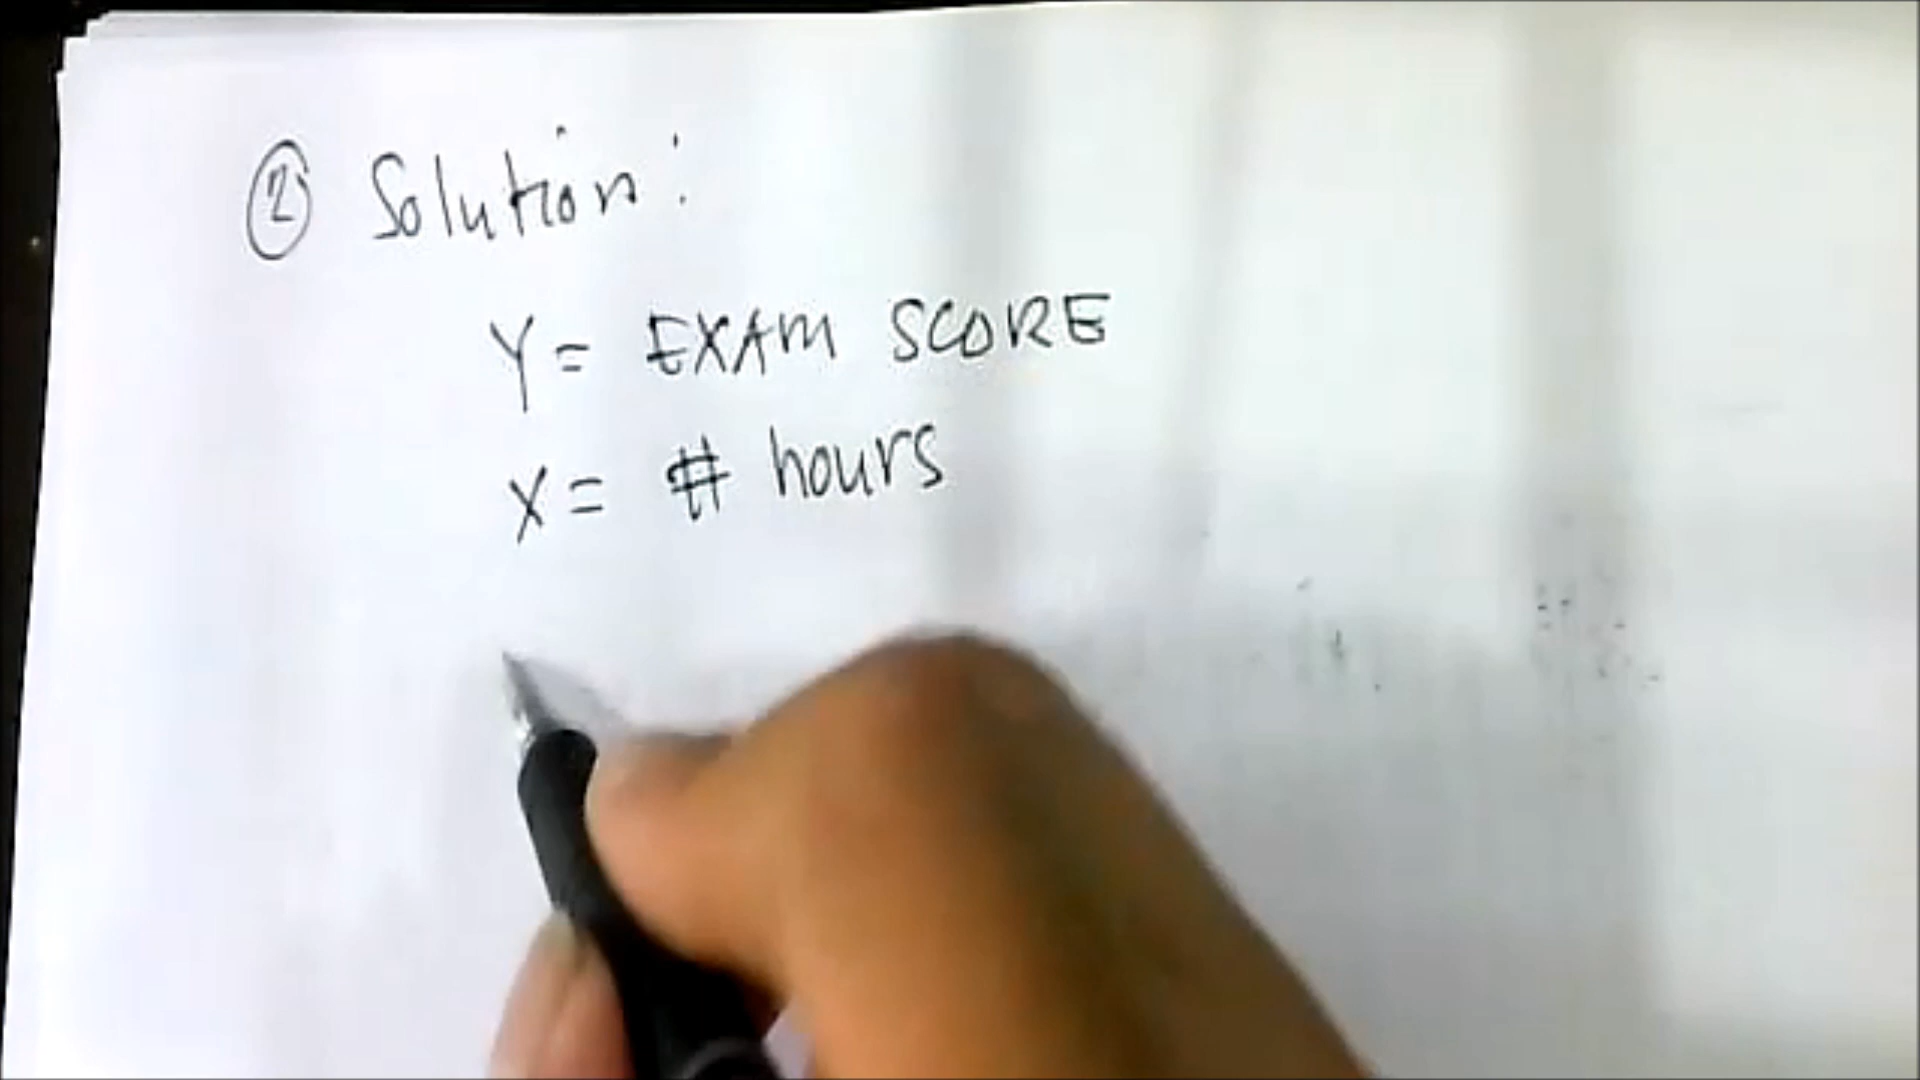 ② Solution:
Y = EXAM SCORE
X = # hours